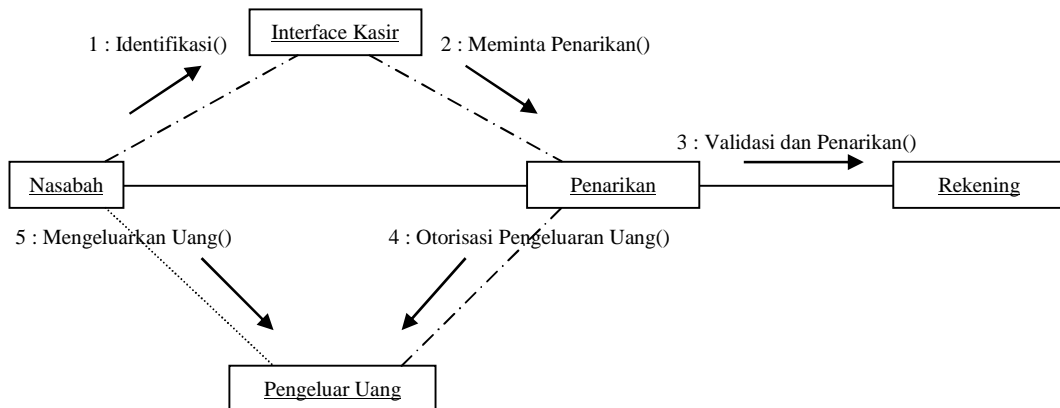 Interface Kasir
1 : Identifikasi()
2 : Meminta Penarikan()
3 : Validasi dan Penarikan()
Nasabah
Penarikan
Rekening
5 : Mengeluarkan Uang()
4 : Otorisasi Pengeluaran Uang()
Pengeluar Uang